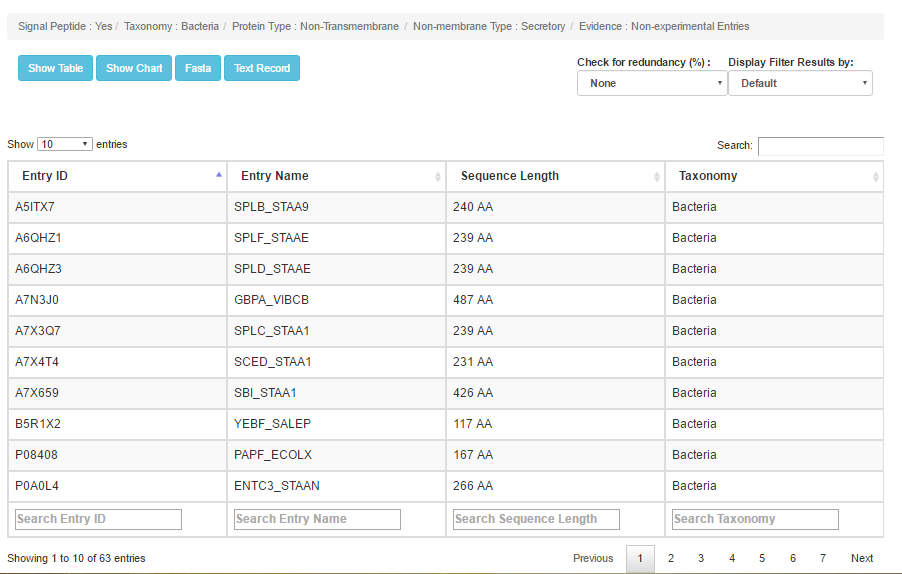 Signal Peptide : Yes / Taxonomy : Bacteria / Protein Type : Non-Transmembrane / Non-membrane Type : Secretory / Evidence : Non-experimental Entries
Show Table Show Chart Fasta Text Record
Check for redundancy (%) : Display Filter Results by:
None Default
Show 10 entries Search:
Entry ID Entry Name Sequence Length Taxonomy
A5ITX7 SPLB_STAA9 240 AA Bacteria
A6QHZ1 SPLF_STAAE 239 AA Bacteria
A6QHZ3 SPLD_STAAE 239 AA Bacteria
A7N3J0 GBPA_VIBCB 487 AA Bacteria
A7X3Q7 SPLC_STAA1 239 AA Bacteria
A7X4T4 SCED_STAA1 231 AA Bacteria
A7X659 SBI_STAA1 426 AA Bacteria
B5R1X2 YEBF_SALEP 117 AA Bacteria
P08408 PAPF_ECOLX 167 AA Bacteria
P0A0L4 ENTC3_STAAN 266 AA Bacteria
Search Entry ID Search Entry Name Search Sequence Length Search Taxonomy
Showing 1 to 10 of 63 entries Previous 1 2 3 4 5 6 7 Next